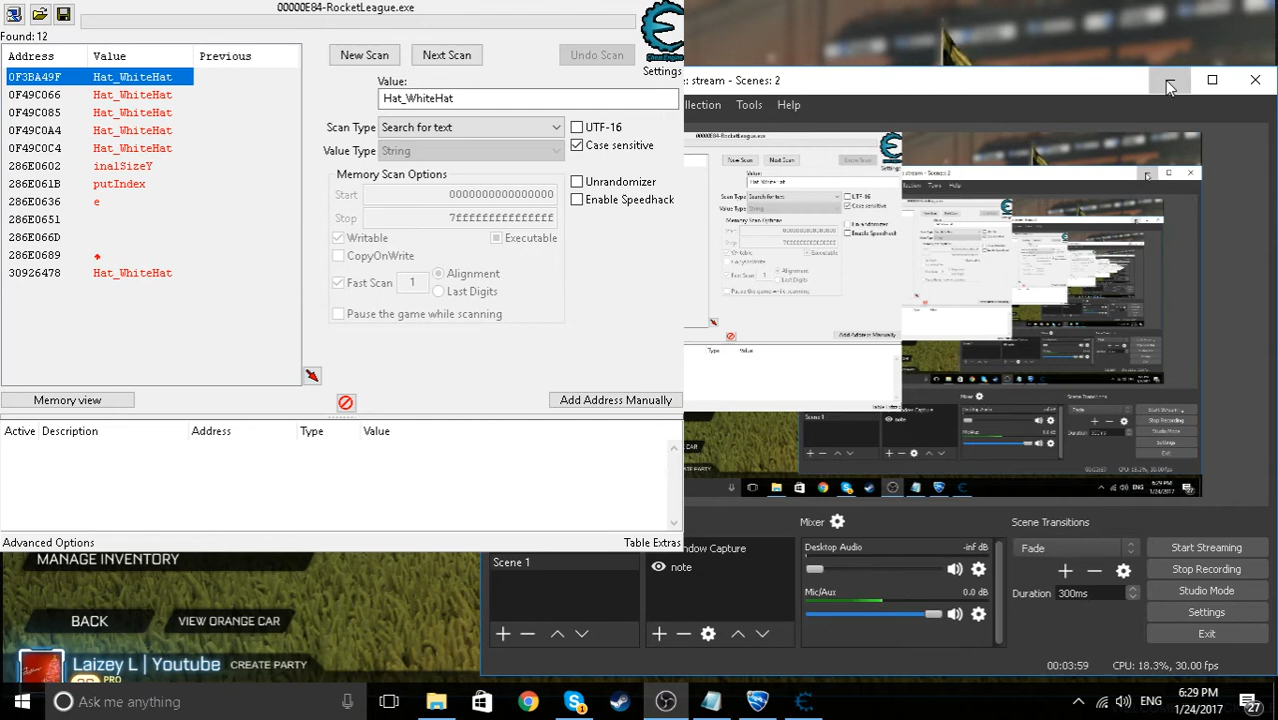 00000E84-RocketLeague.exe
Found: 12
Address Value Previous
0F3BA49F Hat_WhiteHat
0F49C066 Hat_WhiteHat
0F49C085 Hat_WhiteHat
0F49C0A4 Hat_WhiteHat
0F49C0C4 Hat_WhiteHat
286E0602 inalSizeY
286E061B putIndex
286E0636 e
286E0651
286E066D
286E0689
30926478 Hat_WhiteHat
Memory view
New Scan Next Scan Undo Scan
Settings
Value:
Hat_WhiteHat
Scan Type Search for text
Value Type String
UTF-16
Case sensitive
Memory Scan Options
Start 0000000000000000
Stop 7fffffffffffffff
Writable Executable
CopyOnWrite
Fast Scan 1 Alignment
Last Digits
Pause the game while scanning
Unrandomizer
Enable Speedhack
Add Address Manually
Active Description Address Type Value
Advanced Options Table Extras
stream - Scenes: 2
llection Tools Help
MANAGE INVENTORY
BACK VIEW ORANGE CAR
Laizey L | Youtube CREATE PARTY
PRO
Scene 1
ndow Capture
note
Mixer
Desktop Audio -inf dB
Mic/Aux 0.0 dB
Scene Transitions
Fade
Duration 300ms
Start Streaming
Stop Recording
Studio Mode
Settings
Exit
00:03:59 CPU: 18.3%, 30.00 fps
Ask me anything
ENG
6:29 PM
1/24/2017
27